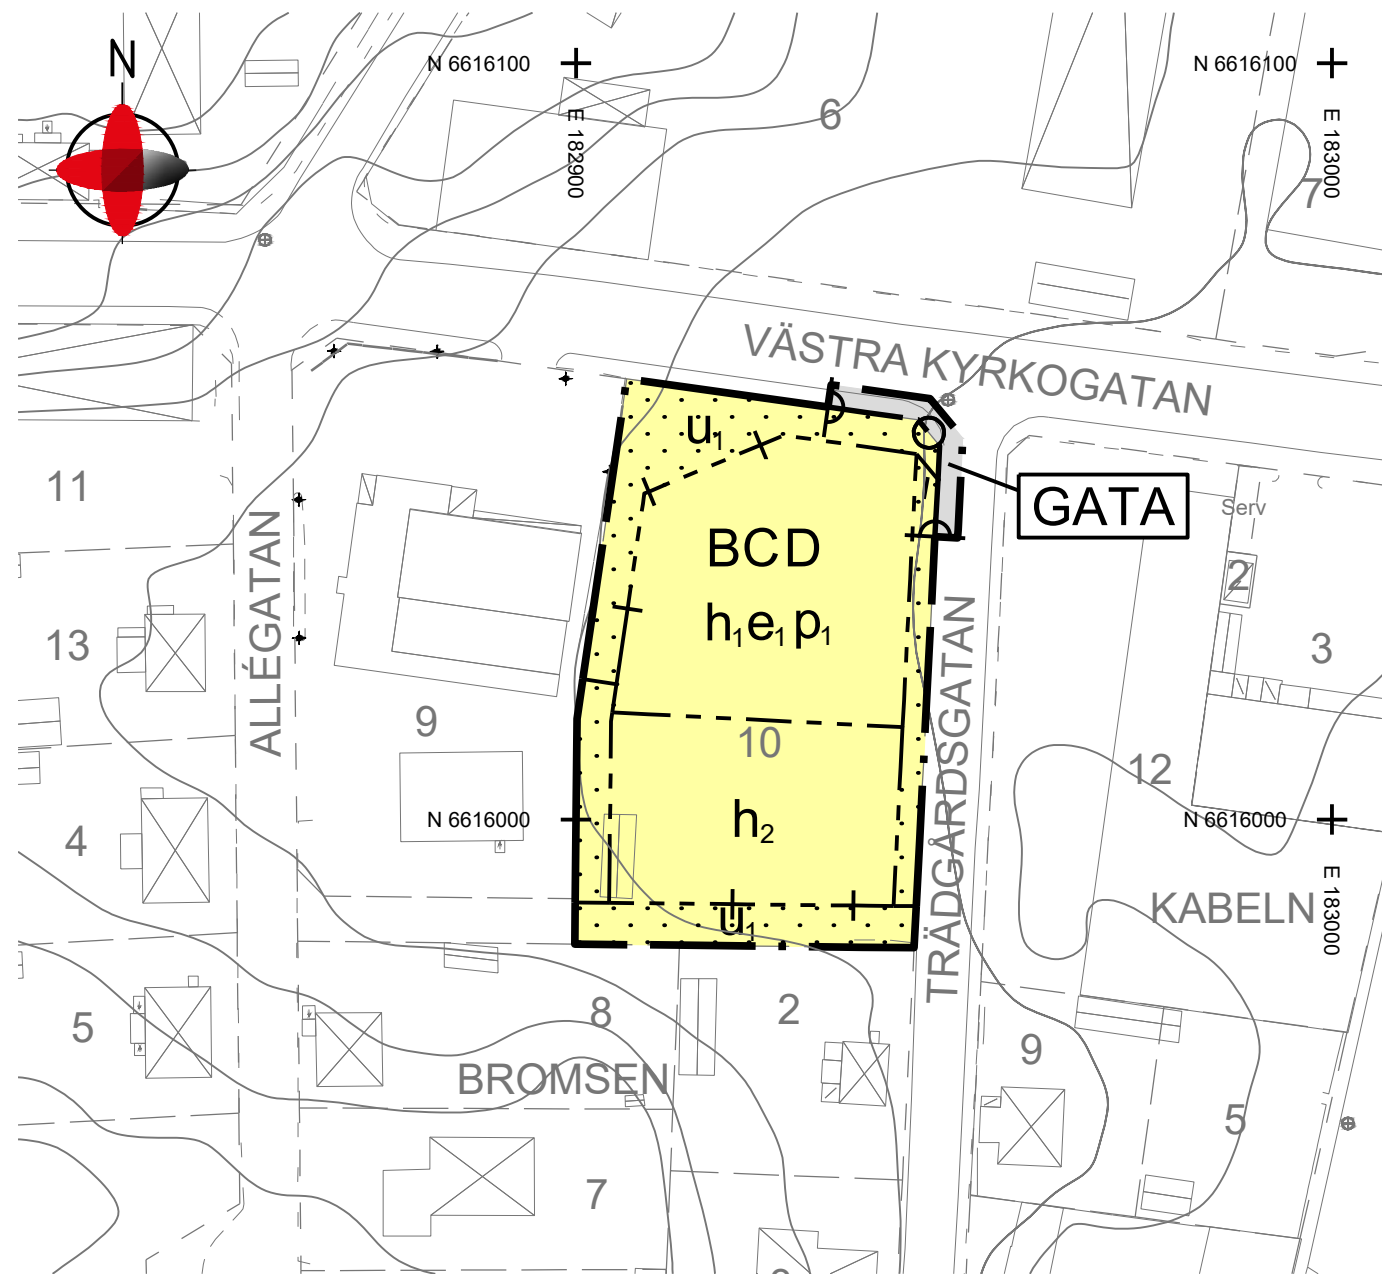 N
N 6616100
N 6616100
E 182900
E 183000
6
7
VÄSTRA KYRKOGATAN
u1
11
GATA
Serv
ALLÉGATAN
BCD
2
h1e1p1
13
3
9
10
TRÄDGÅRDSGATAN
12
N 6616000
h2
N 6616000
4
E 183000
KABELN
u1
5
8
2
9
BROMSEN
5
7